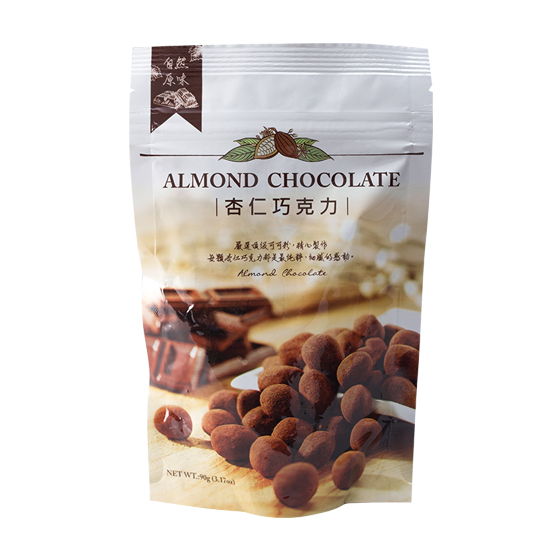 自然
原味
ALMOND CHOCOLATE
杏仁巧克力
嚴選頂級可可粉，精心製作
每顆杏仁巧克力都是最純粹、細膩的感動。
Almond Chocolate
NET WT.:90g (3.17oz)